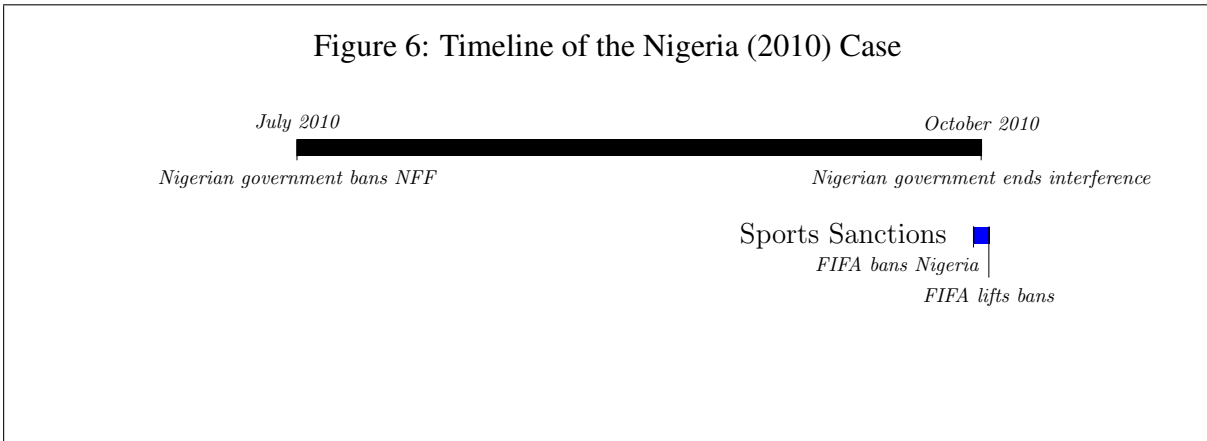 Figure 6: Timeline of the Nigeria (2010) Case
July 2010
October 2010
Nigerian government bans NFF
Nigerian government ends interference
Sports Sanctions
FIFA bans Nigeria
FIFA lifts bans